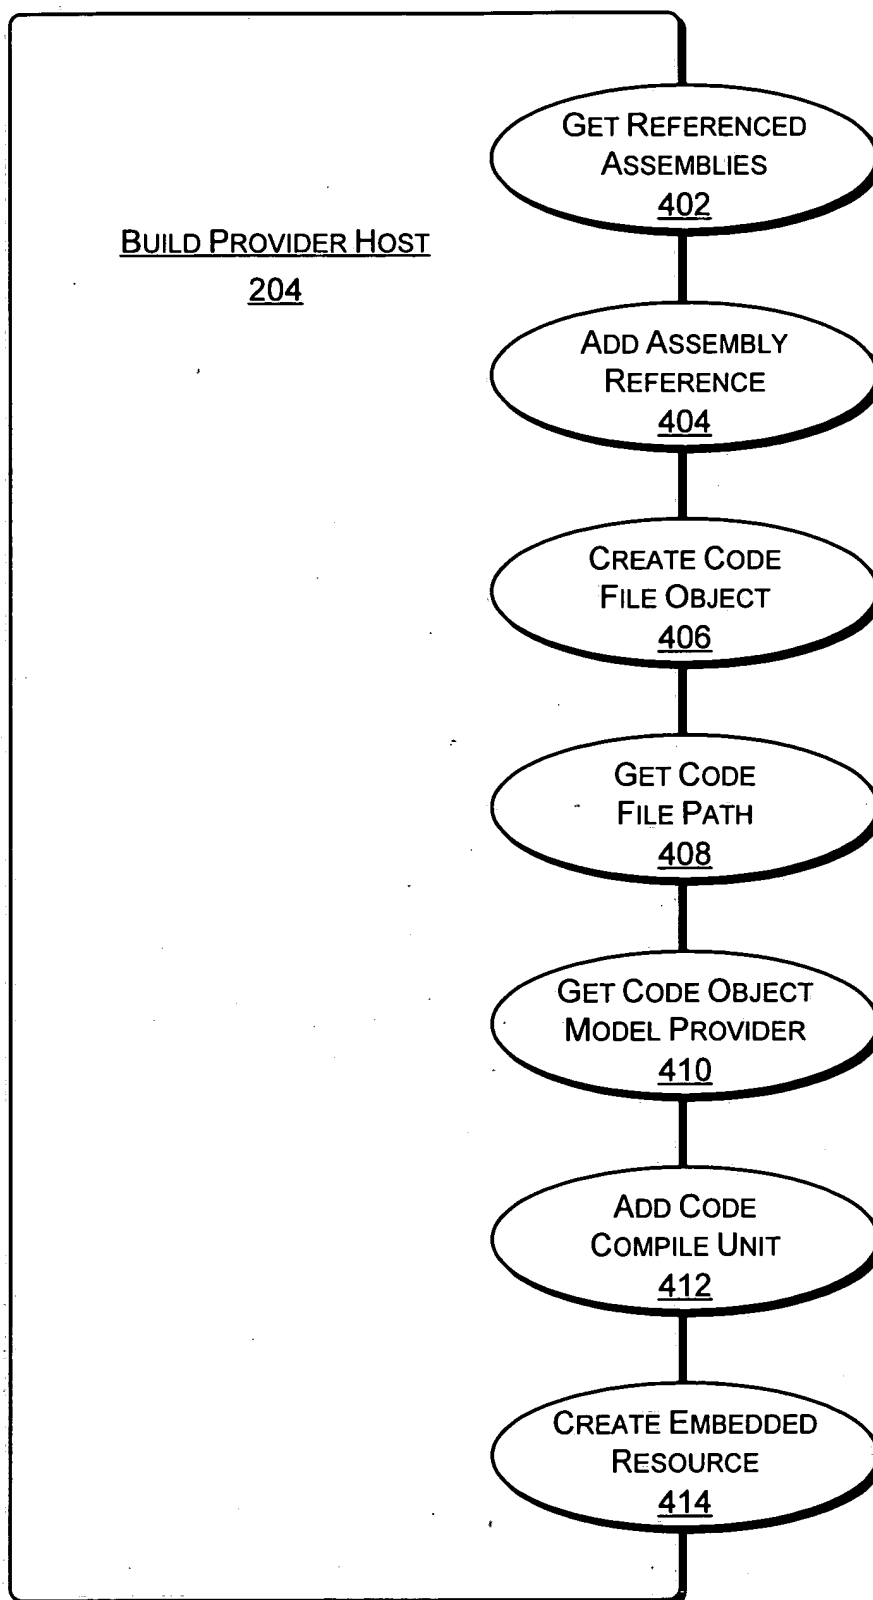 GET REFERENCED
ASSEMBLIES
402
BUILD PROVIDER HOST
204
ADD ASSEMBLY
REFERENCE
404
CREATE CODE
FILE OBJECT
406
GET CODE
FILE PATH
408
GET CODE OBJECT
MODEL PROVIDER
410
ADD CODE
COMPILE UNIT
412
CREATE EMBEDDED
RESOURCE
414